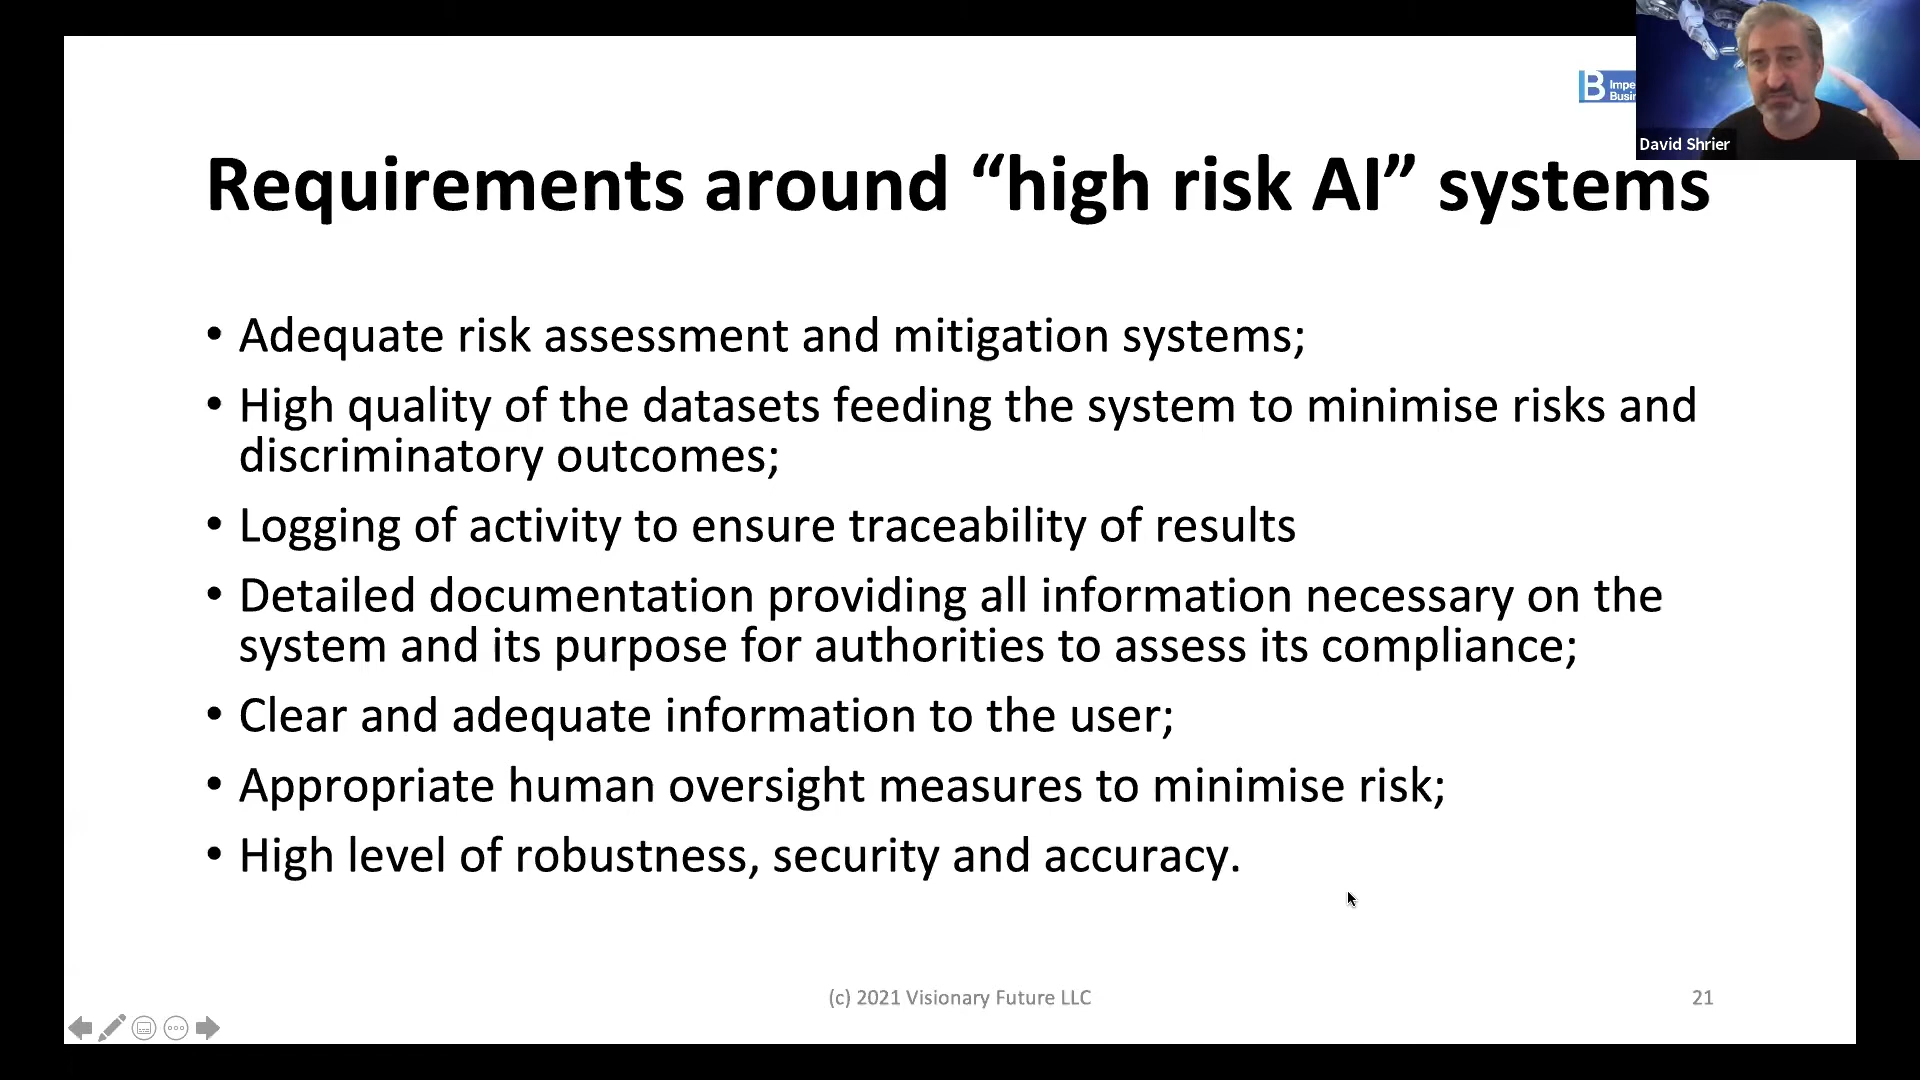 B Impe
Busi
David Shrier
Requirements around “high risk AI” systems
• Adequate risk assessment and mitigation systems;
• High quality of the datasets feeding the system to minimise risks and
discriminatory outcomes;
• Logging of activity to ensure traceability of results
• Detailed documentation providing all information necessary on the
system and its purpose for authorities to assess its compliance;
• Clear and adequate information to the user;
• Appropriate human oversight measures to minimise risk;
• High level of robustness, security and accuracy.
(c) 2021 Visionary Future LLC
21